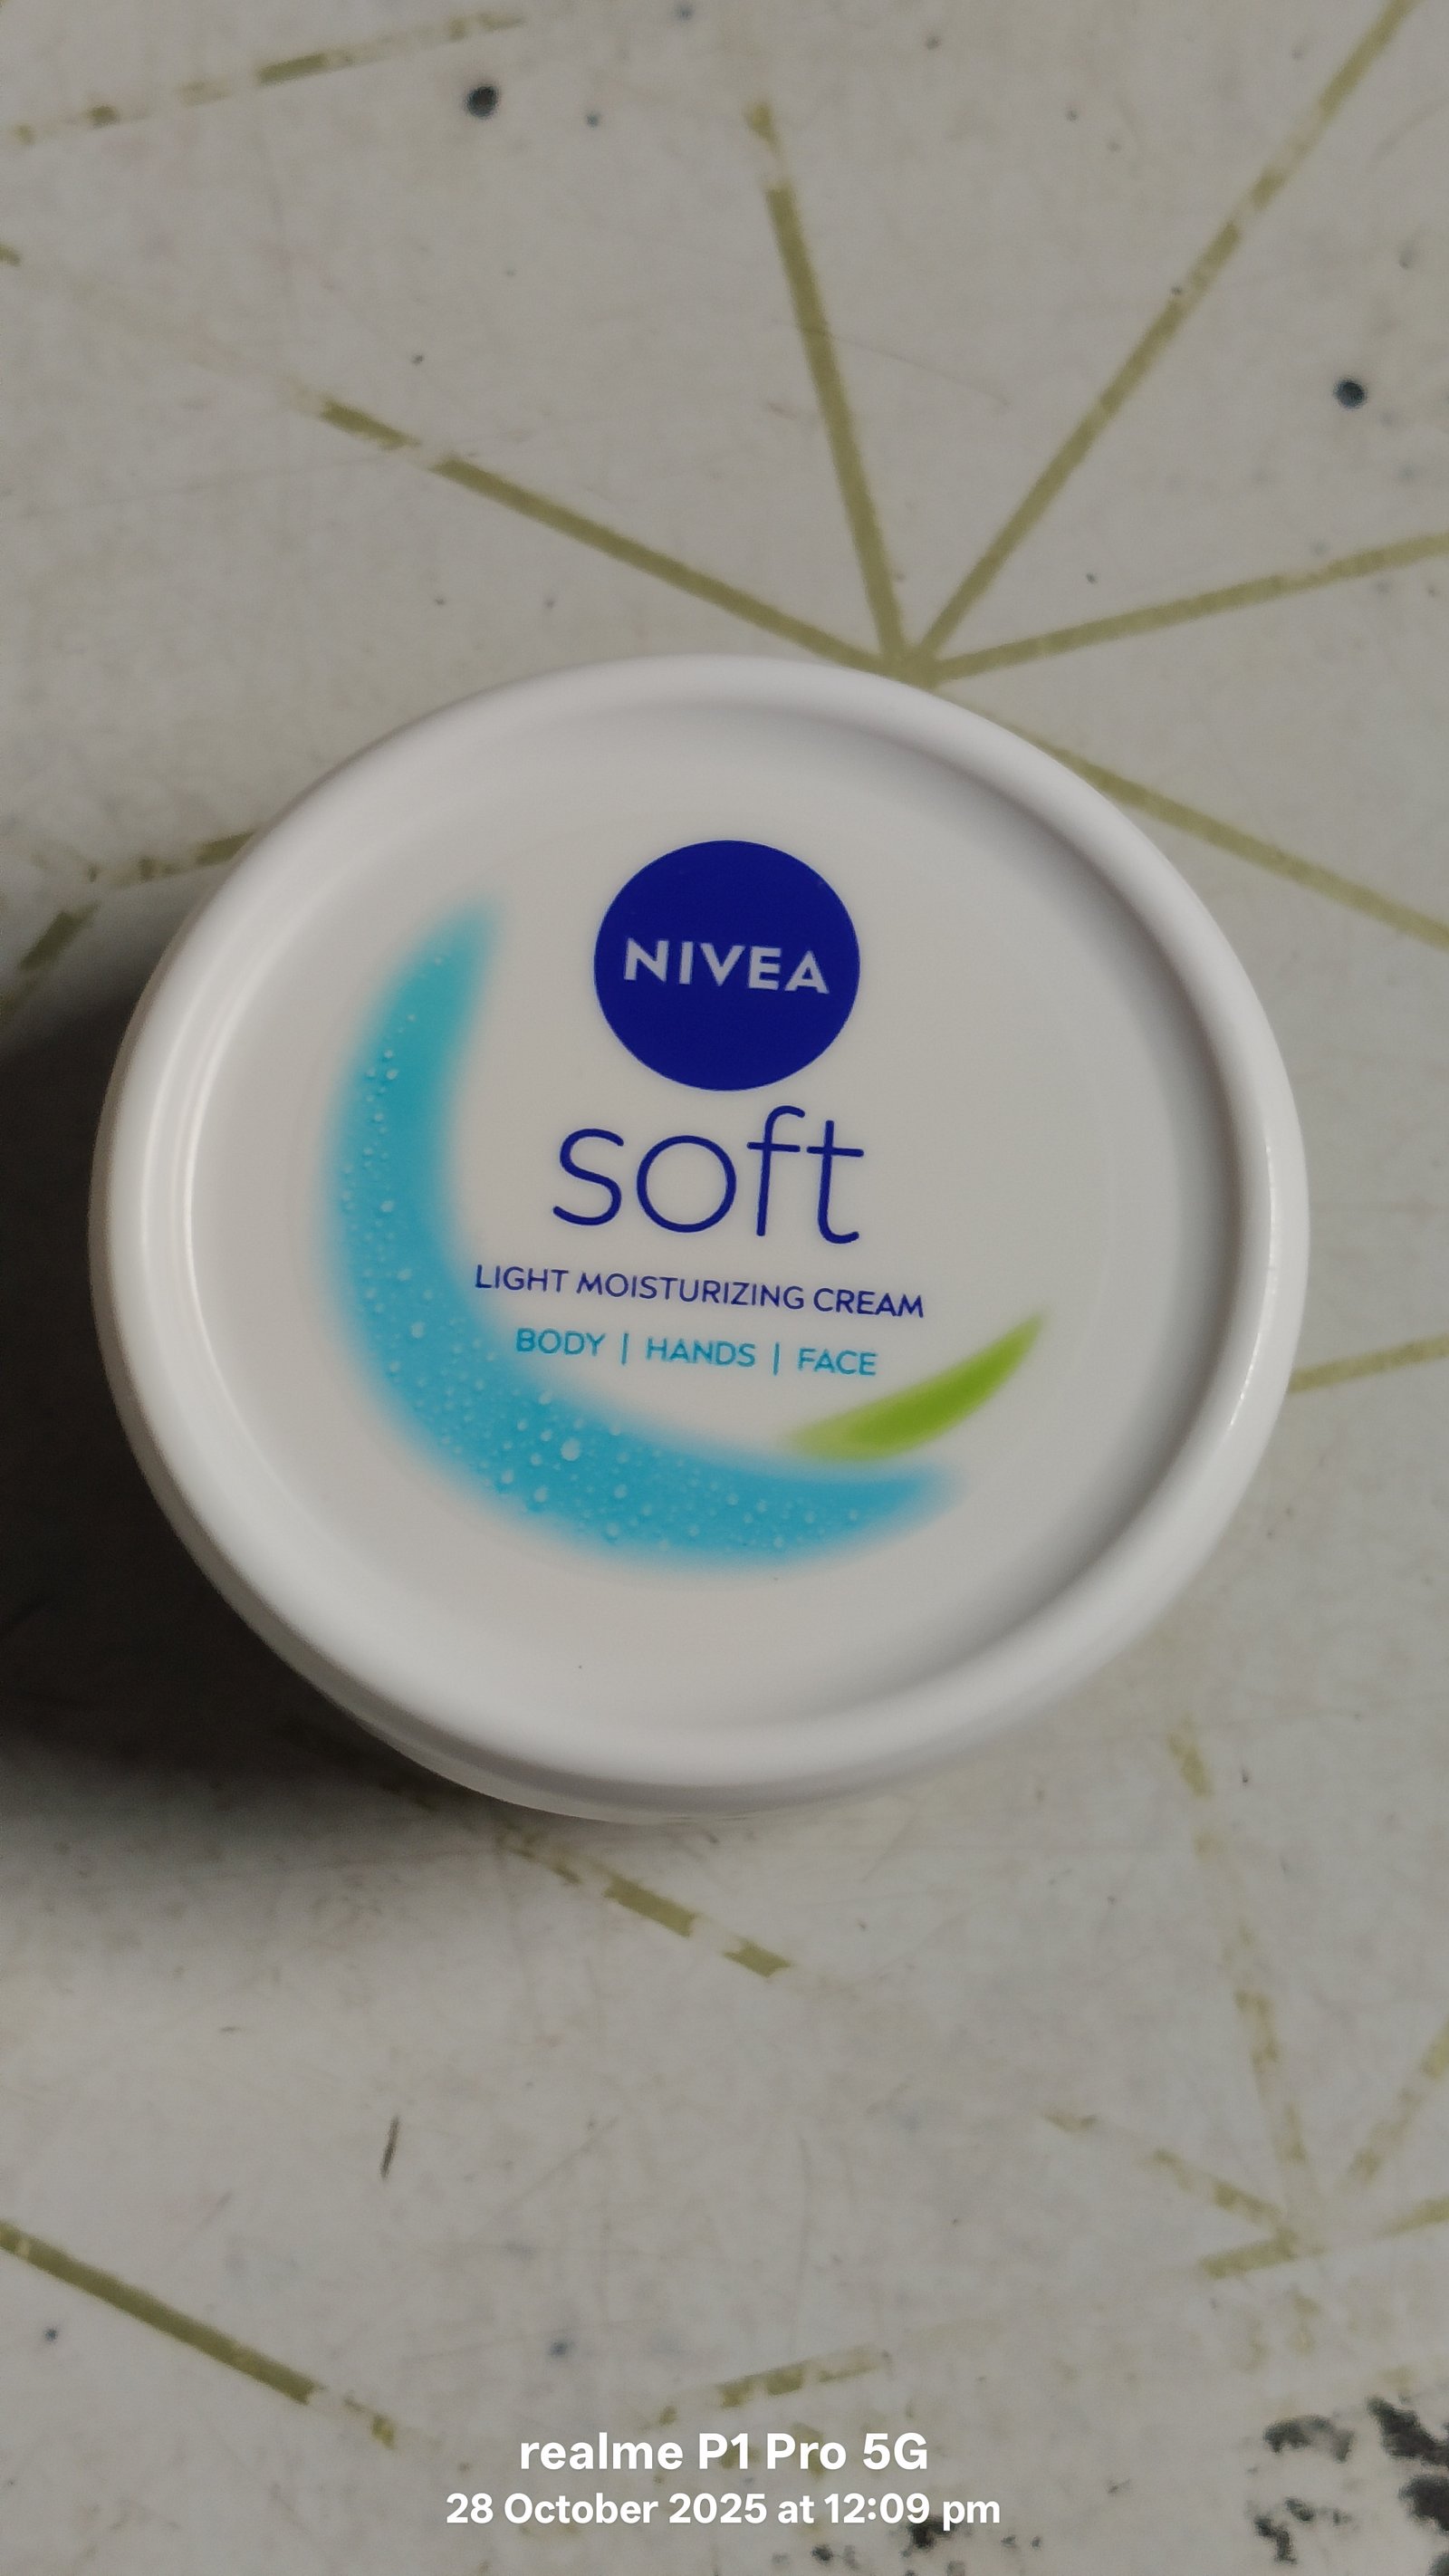 NIVEA
soft
LIGHT MOISTURIZING CREAM
BODY | HANDS | FACE
realme P1 Pro 5G
28 October 2025 at 12:09 pm